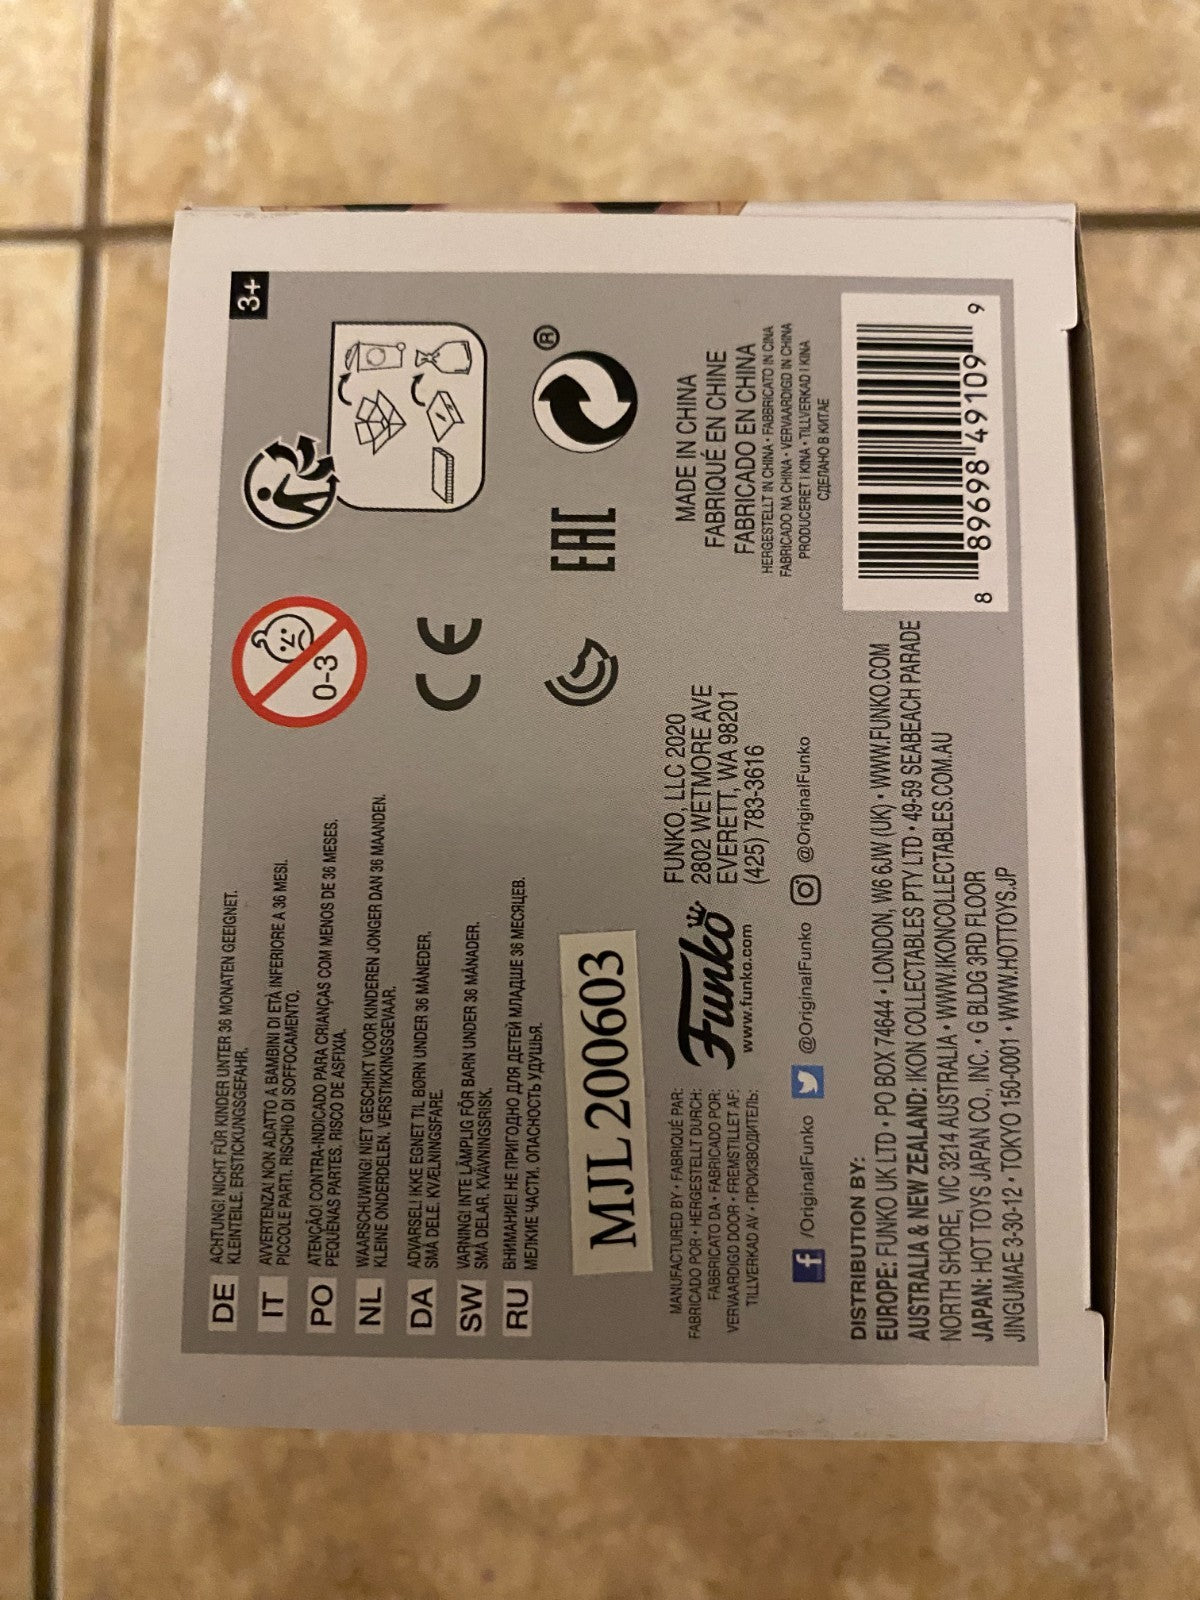 3+
DE ACHTUNG! NICHT FÜR KINDER UNTER 36 MONATEN GEEIGNET.
KLEINTEILE. ERSTICKUNGSGEFAHR.
IT AVVERTENZA! NON ADATTO A BAMBINI DI ETÀ INFERIORE A 36 MESI.
PICCOLE PARTI. RISCHIO DI SOFFOCAMENTO.
PO ATENÇÃO! CONTRA-INDICADO PARA CRIANÇAS COM MENOS DE 36 MESES.
PEQUENAS PARTES. RISCO DE ASFIXIA.
NL WAARSCHUWING! NIET GESCHIKT VOOR KINDEREN JONGER DAN 36 MAANDEN.
KLEINE ONDERDELEN. VERSTIKKINGSGEVAAR.
DA ADVARSEL! IKKE EGNET TIL BØRN UNDER 36 MÅNEDER.
SMÅ DELE. KVÆLNINGSFARE.
SW VARNING! INTE LÄMPLIG FÖR BARN UNDER 36 MÅNADER.
SMÅ DELAR. KVÄVNINGSRISK.
RU ВНИМАНИЕ! НЕ ПРИГОДНО ДЛЯ ДЕТЕЙ МЛАДШЕ 36 МЕСЯЦЕВ.
МЕЛКИЕ ЧАСТИ. ОПАСНОСТЬ УДУШЬЯ.
0-3
CE
EAC
®
MJL200603
MANUFACTURED BY • FABRIQUÉ PAR:
FABRICADO POR • HERGESTELLT DURCH:
FABBRICATO DA • FABRICADO POR:
VERVAARDIGD DOOR • FREMSTILLET AF:
TILLVERKAD AV • ПРОИЗВОДИТЕЛЬ:
Funko
www.funko.com
FUNKO, LLC 2020
2802 WETMORE AVE
EVERETT, WA 98201
(425) 783-3616
MADE IN CHINA
FABRIQUÉ EN CHINE
FABRICADO EN CHINA
HERGESTELLT IN CHINA • FABBRICATO IN CINA
FABRICADO NA CHINA • VERVAARDIGD IN CHINA
PRODUCERET I KINA • TILLVERKAD I KINA
СДЕЛАНО В КИТАЕ
f /OriginalFunko @OriginalFunko @OriginalFunko
DISTRIBUTION BY:
EUROPE: FUNKO UK LTD • PO BOX 74644 • LONDON, W6 6JW (UK) • WWW.FUNKO.COM
AUSTRALIA & NEW ZEALAND: IKON COLLECTABLES PTY LTD • 49-59 SEABEACH PARADE
NORTH SHORE, VIC 3214 AUSTRALIA • WWW.IKONCOLLECTABLES.COM.AU
JAPAN: HOT TOYS JAPAN CO., INC. • G BLDG 3RD FLOOR
JINGUMAE 3-30-12 • TOKYO 150-0001 • WWW.HOTTOYS.JP
8 89698 49109 9